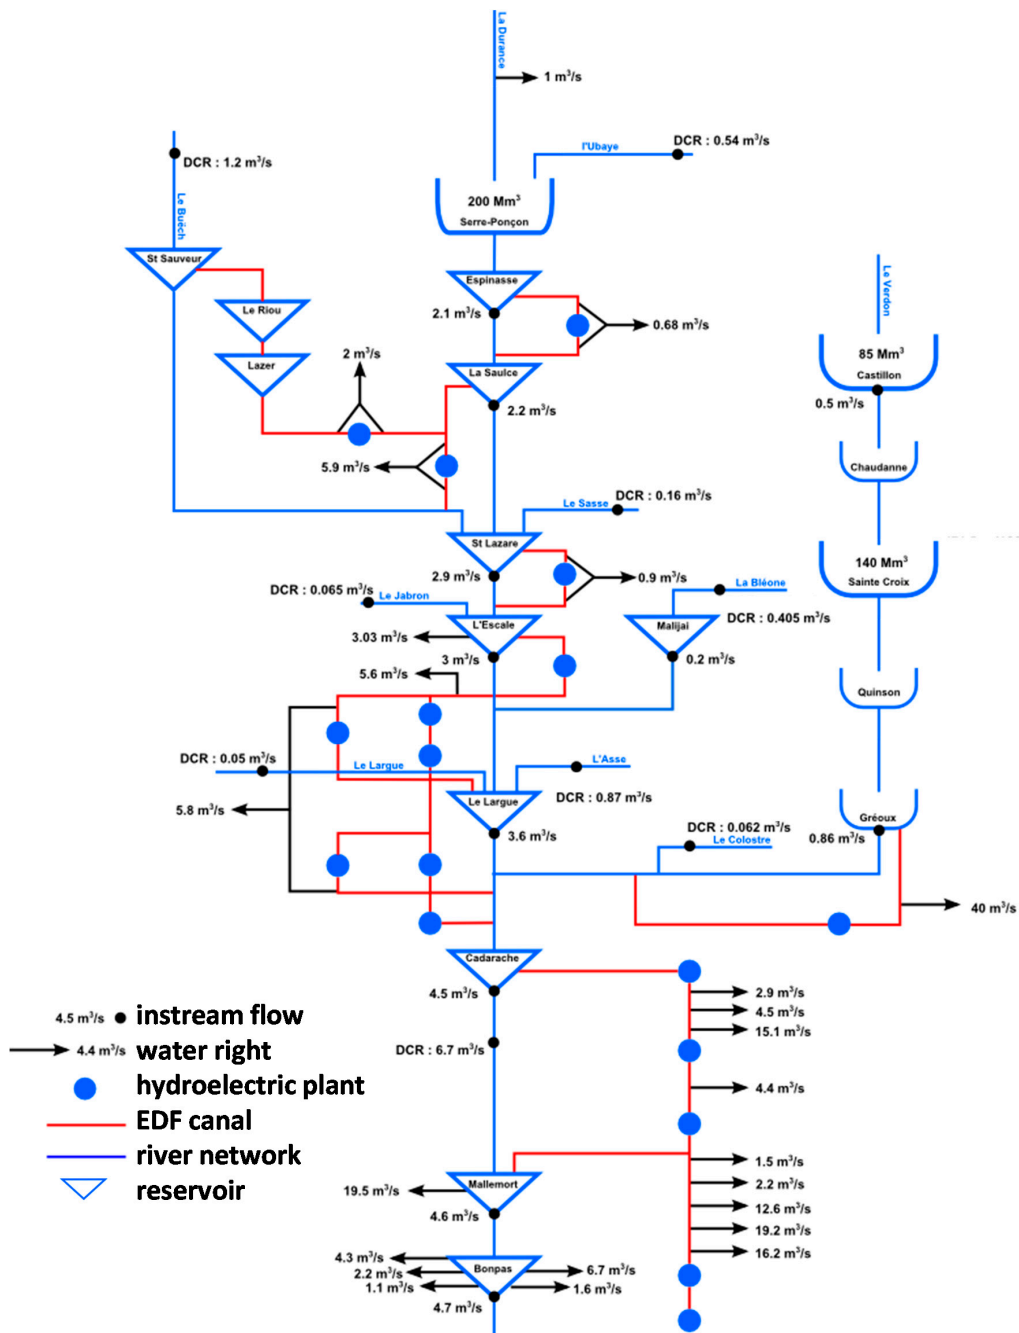 La Durance
1 m³/s
l'Ubaye
DCR : 0.54 m³/s
DCR : 1.2 m³/s
Le Buëch
200 Mm³
Serre-Ponçon
St Sauveur
Espinasse
2.1 m³/s
0.68 m³/s
Le Riou
Lazer
2 m³/s
La Saulce
2.2 m³/s
5.9 m³/s
Le Verdon
85 Mm³
Castillon
0.5 m³/s
Chaudanne
Le Sasse
DCR : 0.16 m³/s
St Lazare
2.9 m³/s
0.9 m³/s
140 Mm³
Sainte Croix
DCR : 0.065 m³/s
Le Jabron
La Bléone
DCR : 0.405 m³/s
L'Escale
Malijai
3.03 m³/s
3 m³/s
0.2 m³/s
5.6 m³/s
Quinson
DCR : 0.05 m³/s
Le Largue
L'Asse
DCR : 0.87 m³/s
Le Largue
5.8 m³/s
3.6 m³/s
DCR : 0.062 m³/s
Le Colostre
Gréoux
0.86 m³/s
40 m³/s
Cadarache
4.5 m³/s
DCR : 6.7 m³/s
2.9 m³/s
4.5 m³/s
15.1 m³/s
4.4 m³/s
1.5 m³/s
2.2 m³/s
12.6 m³/s
19.2 m³/s
16.2 m³/s
Mallemort
19.5 m³/s
4.6 m³/s
Bonpas
4.3 m³/s
2.2 m³/s
1.1 m³/s
6.7 m³/s
1.6 m³/s
4.7 m³/s
4.5 m³/s instream flow
4.4 m³/s water right
hydroelectric plant
EDF canal
river network
reservoir